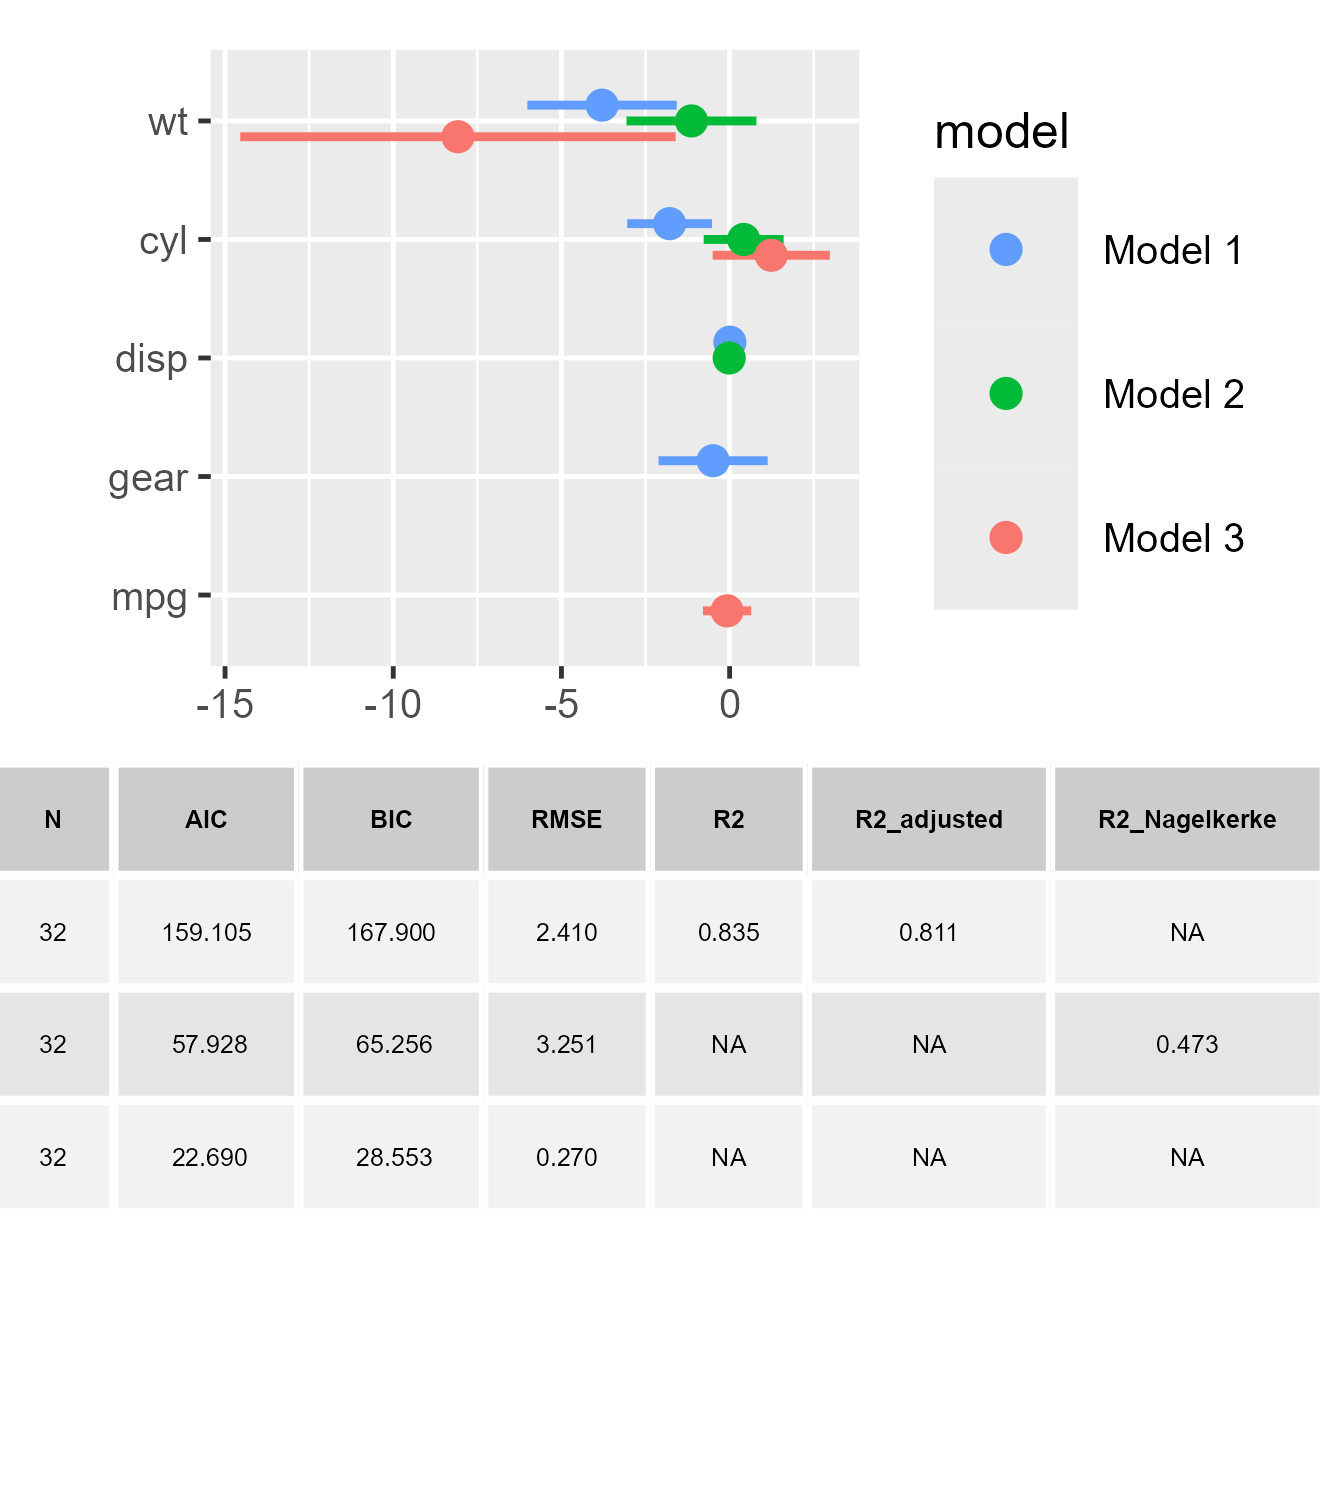 wt
cyl
disp
gear
mpg
-15 -10 -5 0
model
Model 1
Model 2
Model 3
N AIC BIC RMSE R2 R2_adjusted R2_Nagelkerke
32 159.105 167.900 2.410 0.835 0.811 NA
32 57.928 65.256 3.251 NA NA 0.473
32 22.690 28.553 0.270 NA NA NA